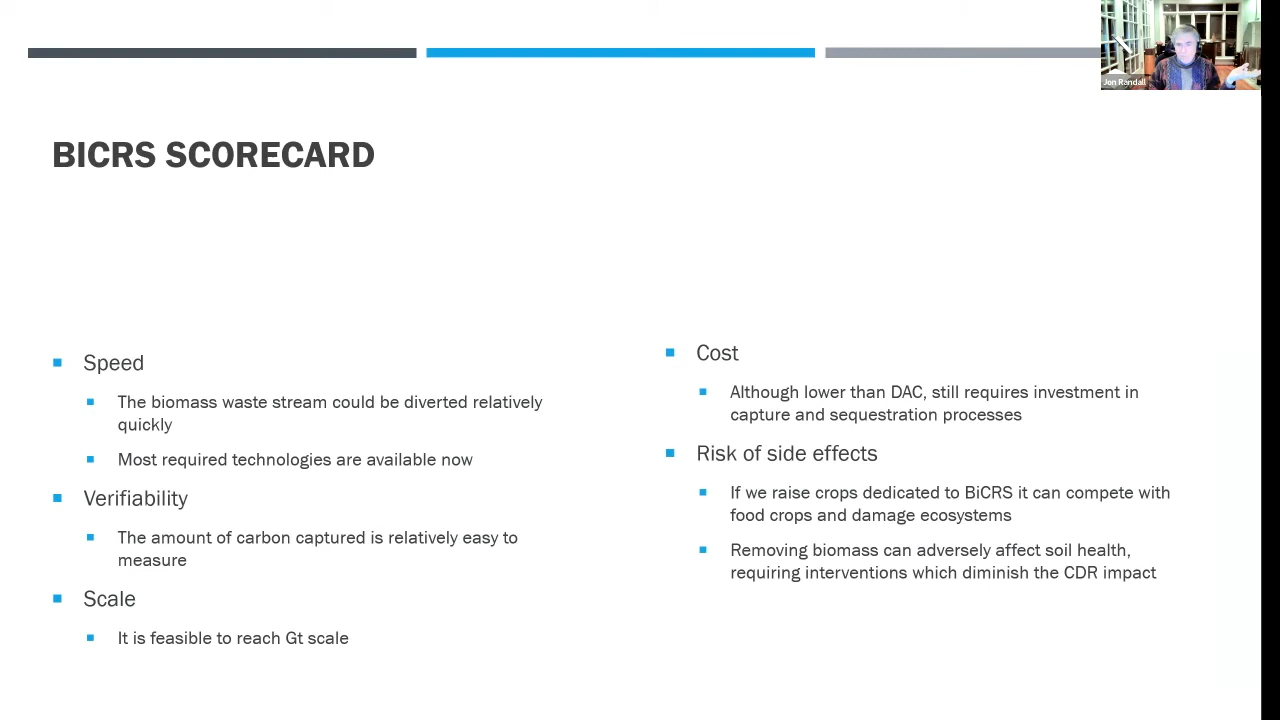 Jon Randall
BICRS SCORECARD
Speed
The biomass waste stream could be diverted relatively
quickly
Most required technologies are available now
Verifiability
The amount of carbon captured is relatively easy to
measure
Scale
It is feasible to reach Gt scale
Cost
Although lower than DAC, still requires investment in
capture and sequestration processes
Risk of side effects
If we raise crops dedicated to BiCRS it can compete with
food crops and damage ecosystems
Removing biomass can adversely affect soil health,
requiring interventions which diminish the CDR impact